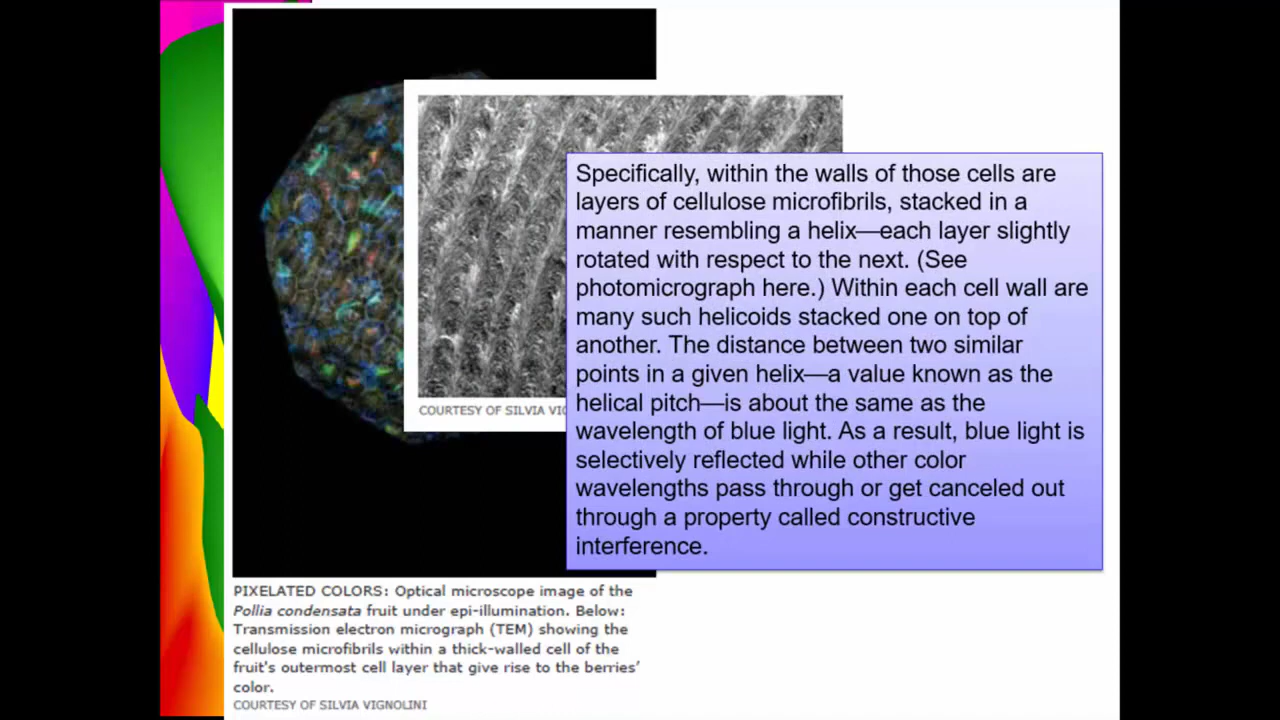 Specifically, within the walls of those cells are
layers of cellulose microfibrils, stacked in a
manner resembling a helix—each layer slightly
rotated with respect to the next. (See
photomicrograph here.) Within each cell wall are
many such helicoids stacked one on top of
another. The distance between two similar
points in a given helix—a value known as the
helical pitch—is about the same as the
wavelength of blue light. As a result, blue light is
selectively reflected while other color
wavelengths pass through or get canceled out
through a property called constructive
interference.
COURTESY OF SILVIA
PIXELATED COLORS: Optical microscope image of the
Pollia condensata fruit under epi-illumination. Below:
Transmission electron micrograph (TEM) showing the
cellulose microfibrils within a thick-walled cell of the
fruit's outermost cell layer that give rise to the berries’
color.
COURTESY OF SILVIA VIGNOLINI